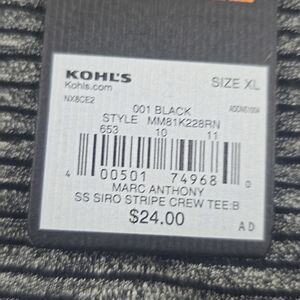 KOHL'S
SIZE XL
Kohls.com
NX8CE2
001 BLACK
STYLE MM81K228RN
653 10 11
4 00501 74968 0
MARC ANTHONY
SS SIRO STRIPE CREW TEE:B
$24.00
A D